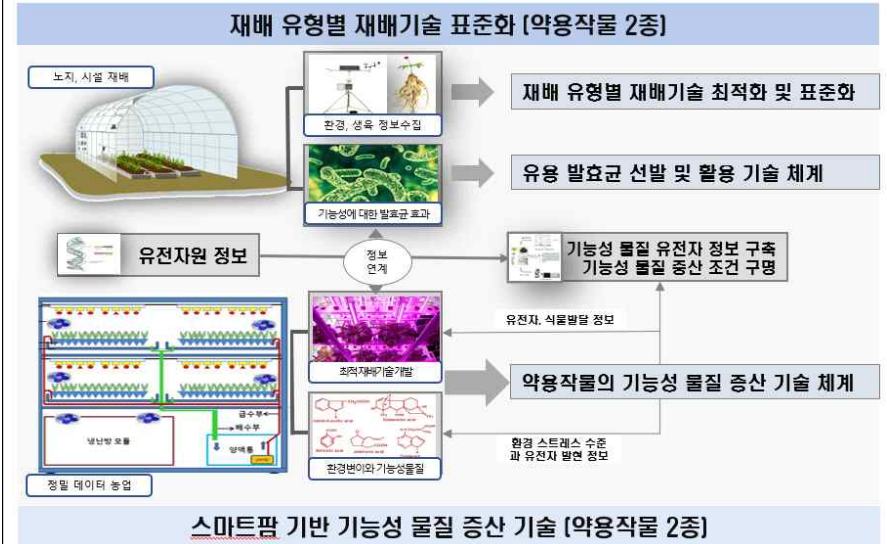 재배 유형별 재배기술 표준화 (약용작물 2종)
노지, 시설 재배
환경, 생육 정보수집
재배 유형별 재배기술 최적화 및 표준화
기능성에 대한 발효균 효과
유용 발효균 선발 및 활용 기술 체계
유전자원 정보
정보
연계
기능성 물질 유전자 정보 구축
기능성 물질 증산 조건 구명
유전자, 식물발달 정보
최적재배기술개발
약용작물의 기능성 물질 증산 기술 체계
급수부
배수부
냉난방 모듈
양액통
환경 스트레스 수준
과 유전자 발현 정보
환경변이와 기능성물질
정밀 데이터 농업
스마트팜 기반 기능성 물질 증산 기술 (약용작물 2종)